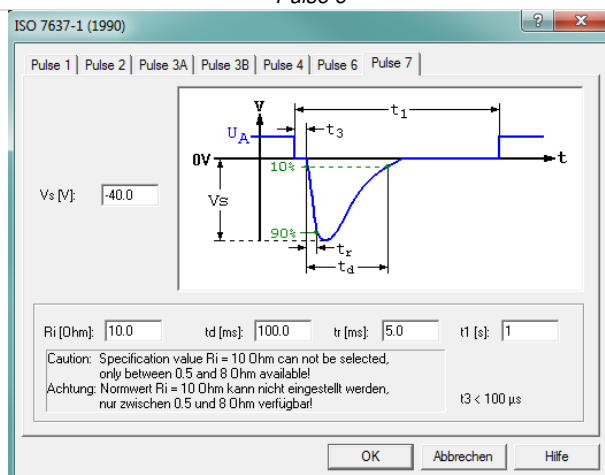 Pulse 6
ISO 7637-1 (1990)
Pulse 1 Pulse 2 Pulse 3A Pulse 3B Pulse 4 Pulse 6 Pulse 7
V
t1
UA
t3
0V
t
10%
Vs [V]: -40.0
Vs
90%
tr
td
Ri [Ohm]: 10.0 td [ms]: 100.0 tr [ms]: 5.0 t1 [s]: 1
Caution: Specification value Ri = 10 Ohm can not be selected,
only between 0.5 and 8 Ohm available!
Achtung: Normwert Ri = 10 Ohm kann nicht eingestellt werden,
nur zwischen 0.5 und 8 Ohm verfügbar!
t3 < 100 µs
OK Abbrechen Hilfe